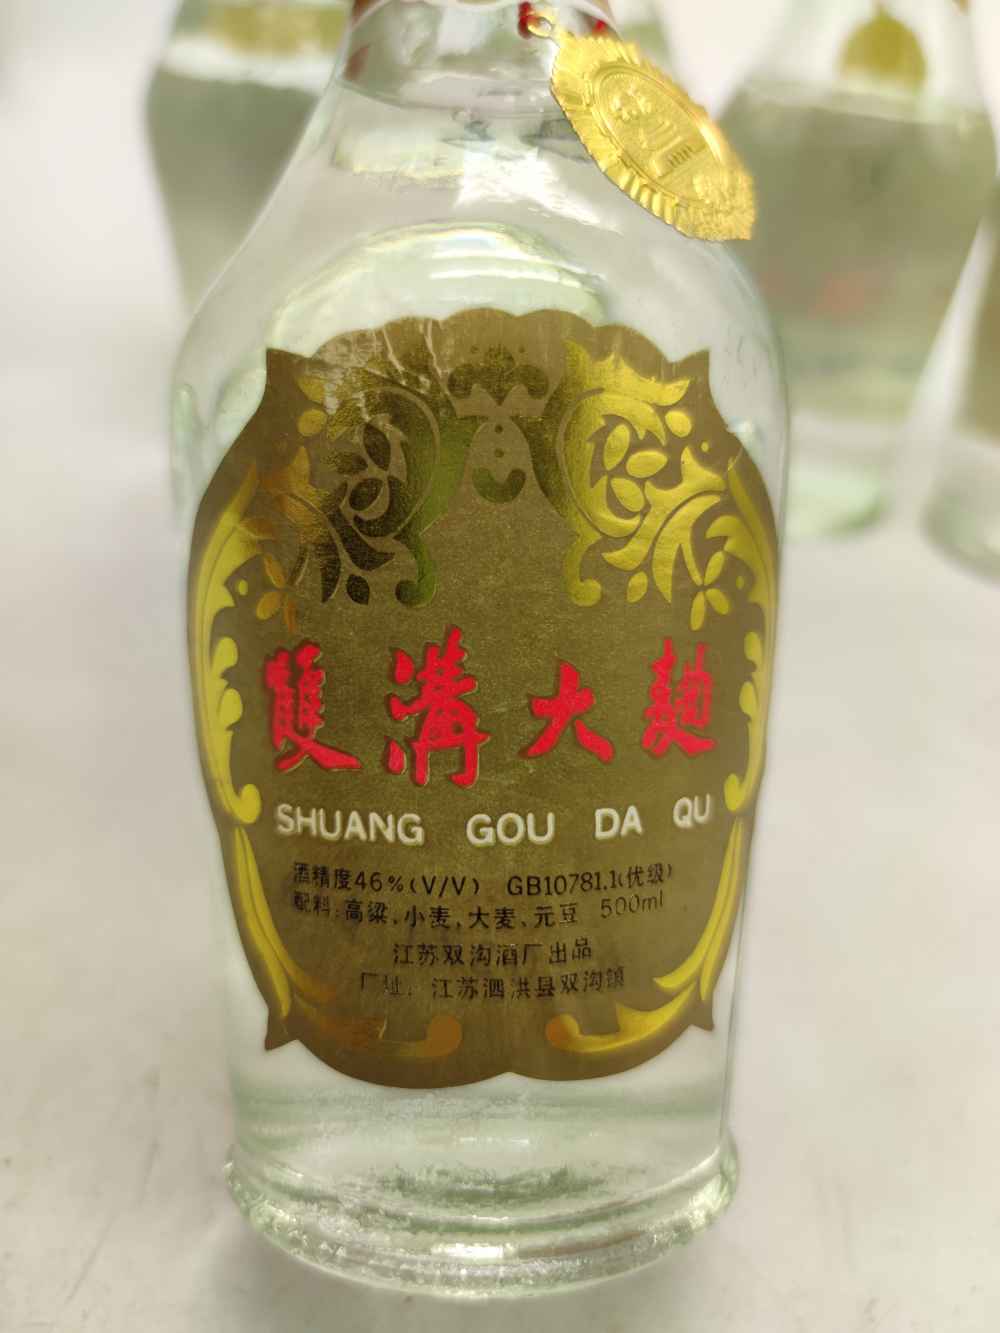 雙溝大麯
SHUANG GOU DA QU
酒精度46%(V/V) GB10781.1(优级)
配料:高粱,小麦,大麦,元豆 500ml
江苏双沟酒厂出品
厂址:江苏泗洪县双沟镇